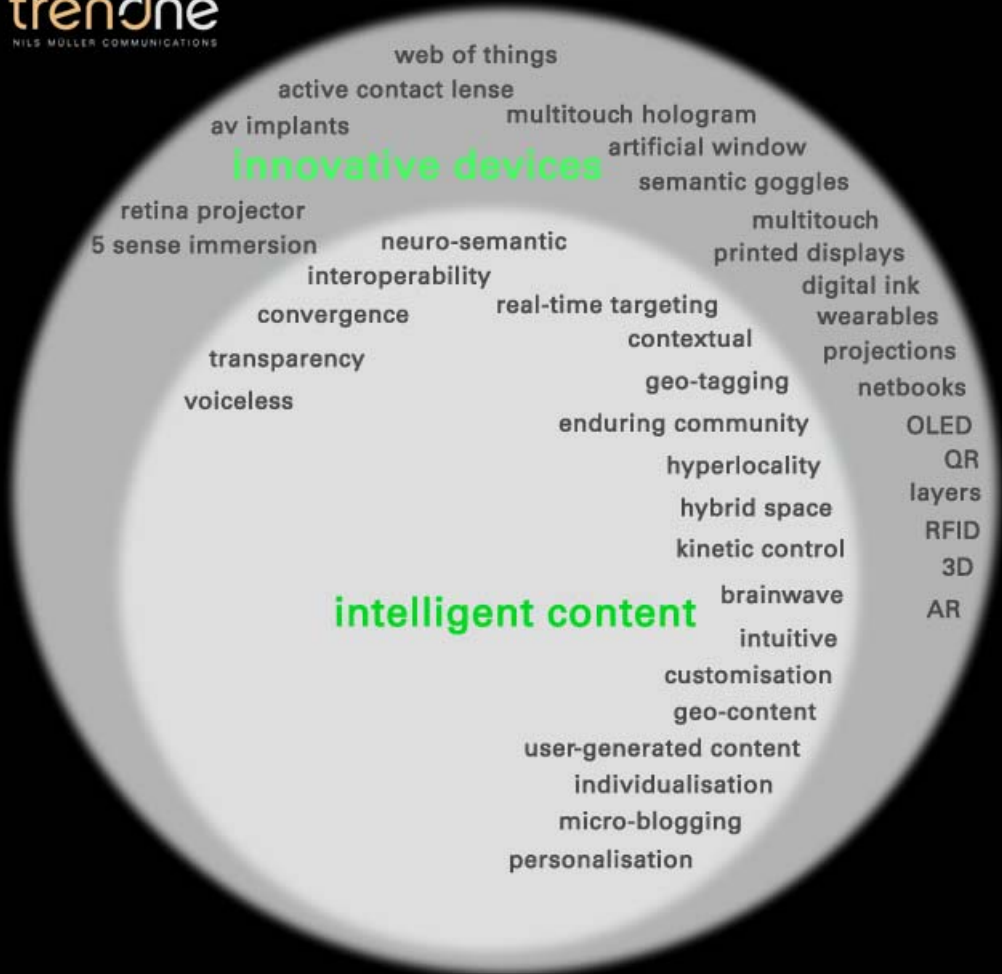 trendone
NILS MÜLLER COMMUNICATIONS
web of things
active contact lense
multitouch hologram
av implants
artificial window
innovative devices
semantic goggles
retina projector
multitouch
5 sense immersion
neuro-semantic
printed displays
interoperability
digital ink
real-time targeting
convergence
wearables
contextual
projections
transparency
geo-tagging
netbooks
voiceless
enduring community
OLED
hyperlocality
QR
layers
hybrid space
RFID
kinetic control
3D
brainwave
AR
intelligent content
intuitive
customisation
geo-content
user-generated content
individualisation
micro-blogging
personalisation